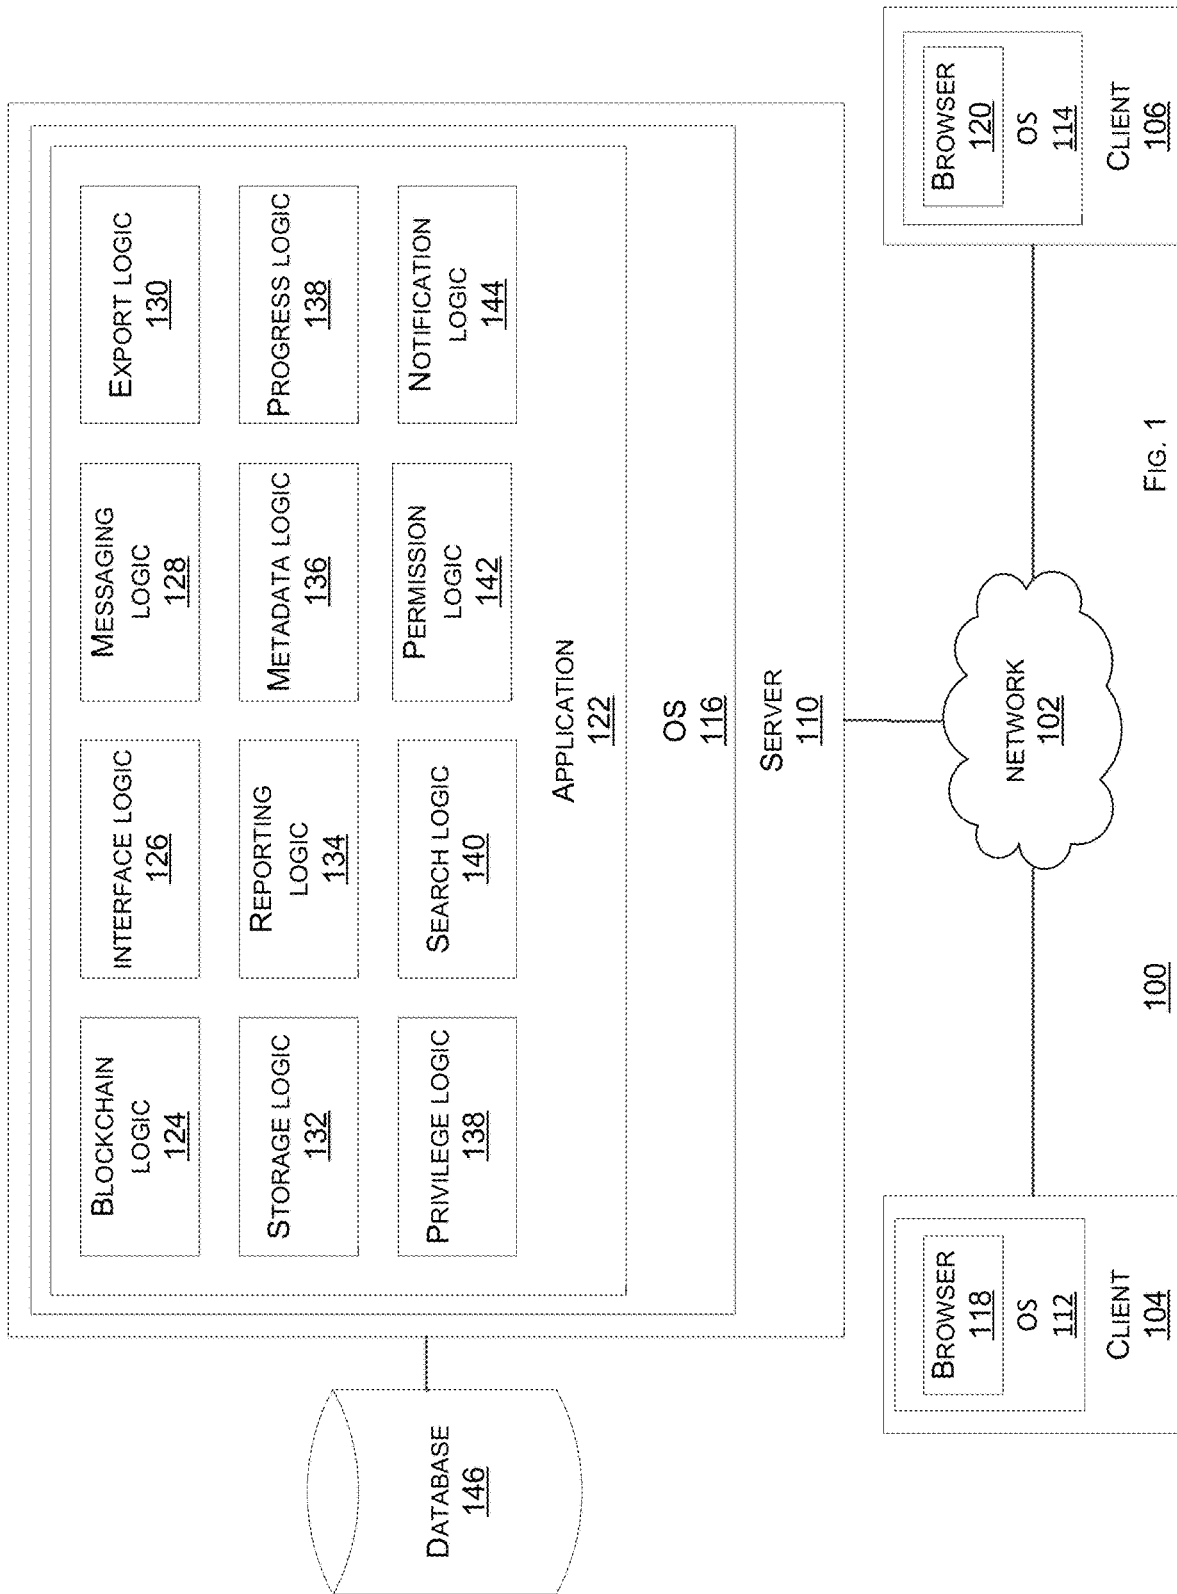 BLOCKCHAIN
LOGIC
124
INTERFACE LOGIC
126
MESSAGING
LOGIC
128
EXPORT LOGIC
130
STORAGE LOGIC
132
REPORTING
LOGIC
134
METADATA LOGIC
136
PROGRESS LOGIC
138
PRIVILEGE LOGIC
138
SEARCH LOGIC
140
PERMISSION
LOGIC
142
NOTIFICATION
LOGIC
144
APPLICATION
122
OS
116
SERVER
110
DATABASE
146
NETWORK
102
BROWSER
118
OS
112
CLIENT
104
BROWSER
120
OS
114
CLIENT
106
100
FIG. 1